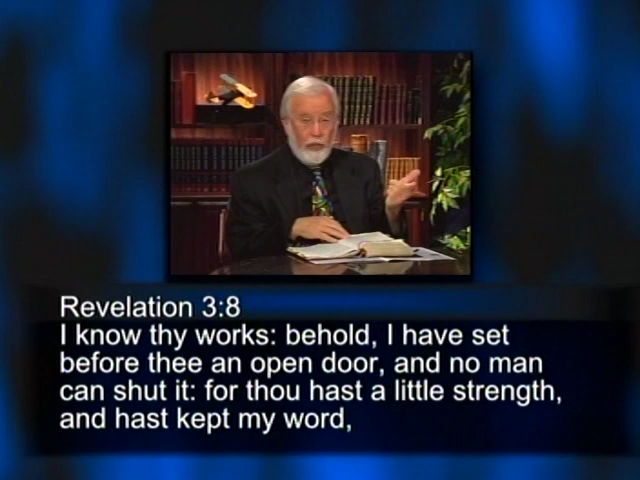 Revelation 3:8
I know thy works: behold, I have set
before thee an open door, and no man
can shut it: for thou hast a little strength,
and hast kept my word,